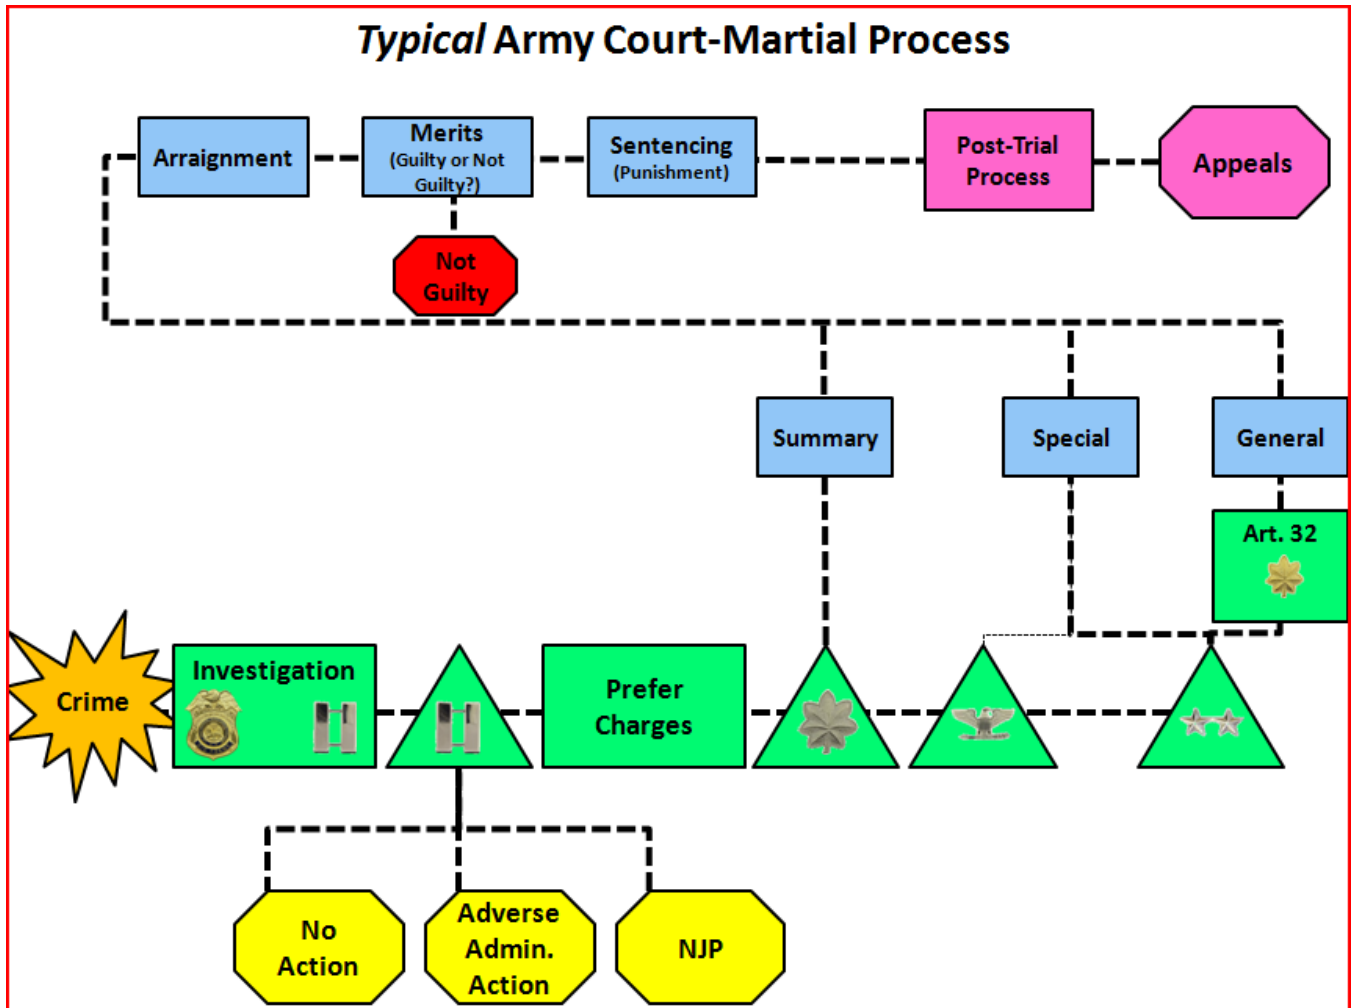 Typical Army Court-Martial Process
Arraignment
Merits
(Guilty or Not
Guilty?)
Sentencing
(Punishment)
Post-Trial
Process
Appeals
Not
Guilty
Summary
Special
General
Art. 32
Crime
Investigation
Prefer
Charges
No
Action
Adverse
Admin.
Action
NJP